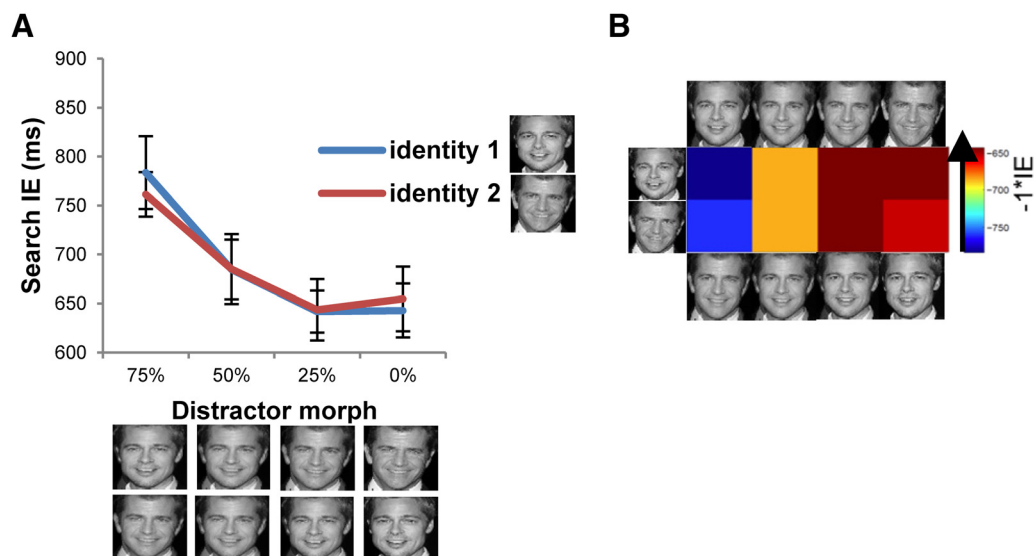 A
B
900
850
800
750
700
650
600
Search IE (ms)
identity 1
identity 2
75% 50% 25% 0%
Distractor morph
-650
-700
-750
-1*IE